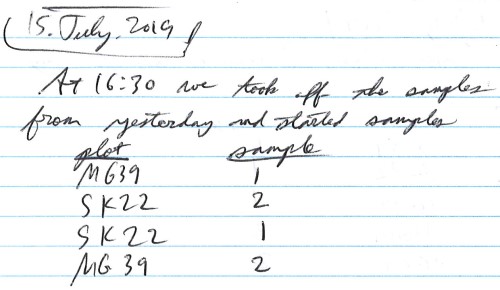 15. July. 2019
At 16:30 we took off the samples
from yesterday and started samples
plot sample
MG39 1
SK22 2
SK22 1
MG39 2